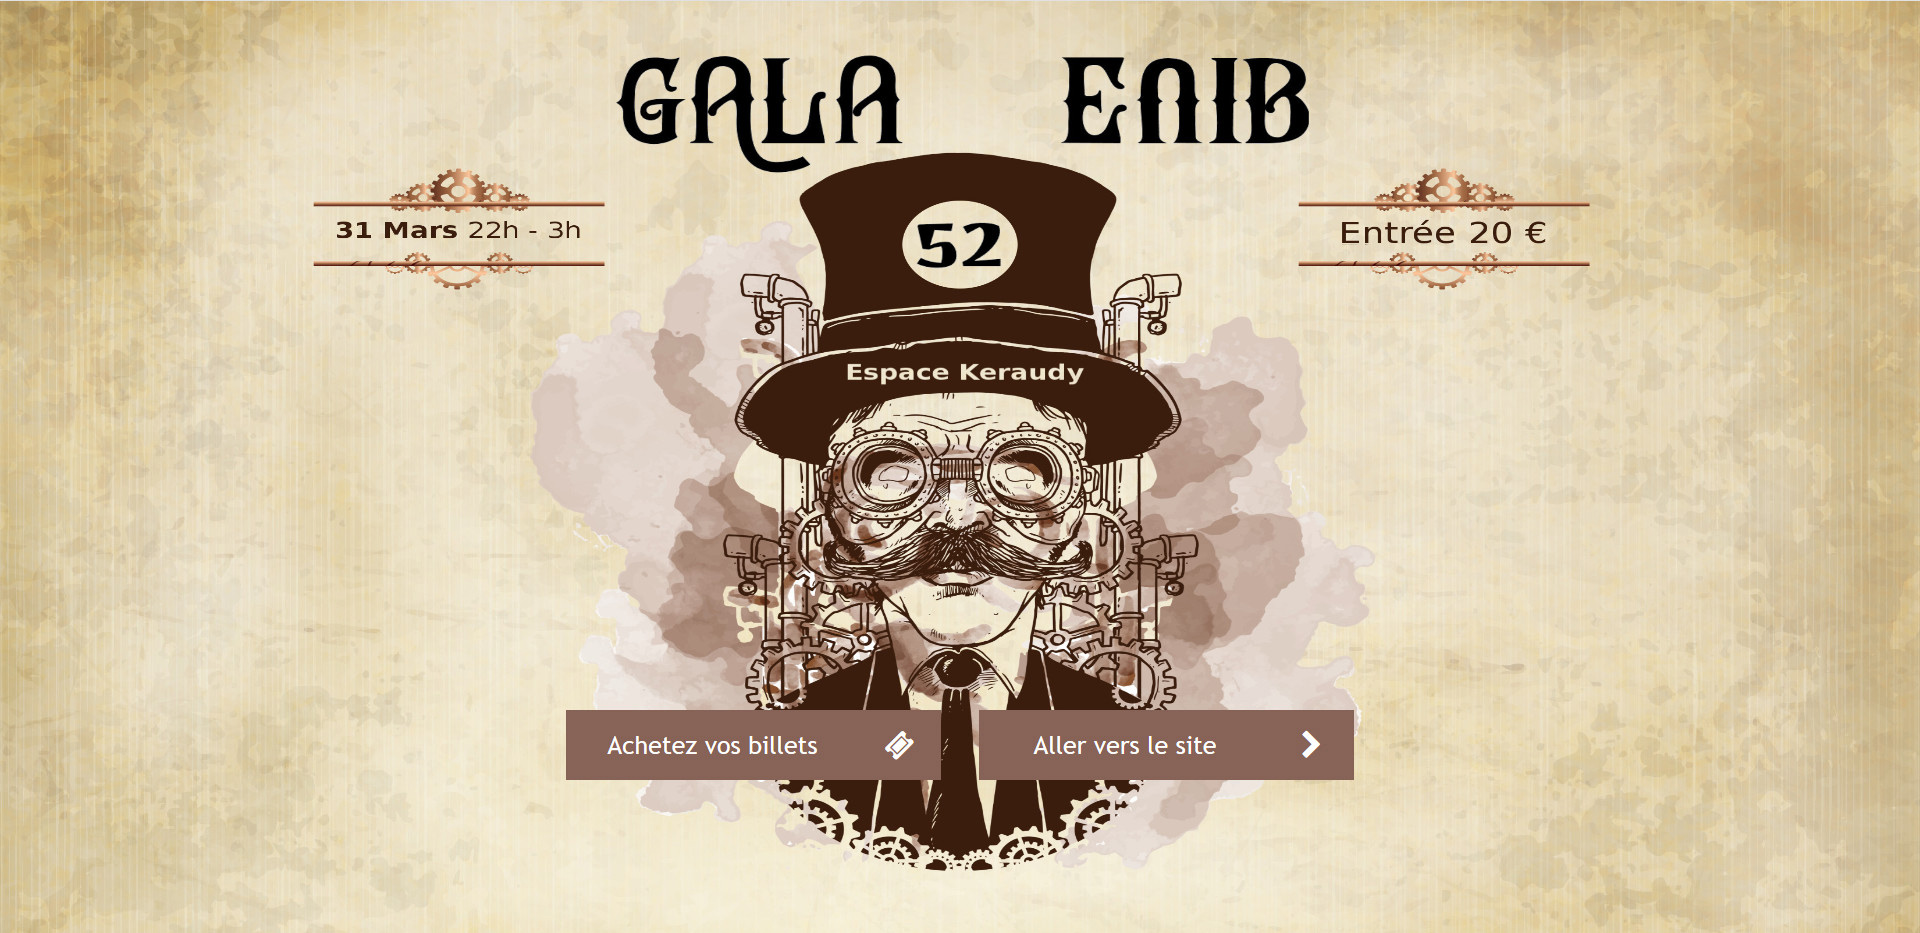 GALA ENIB
31 Mars 22h - 3h
Entrée 20 €
52
Espace Keraudy
Achetez vos billets
Aller vers le site